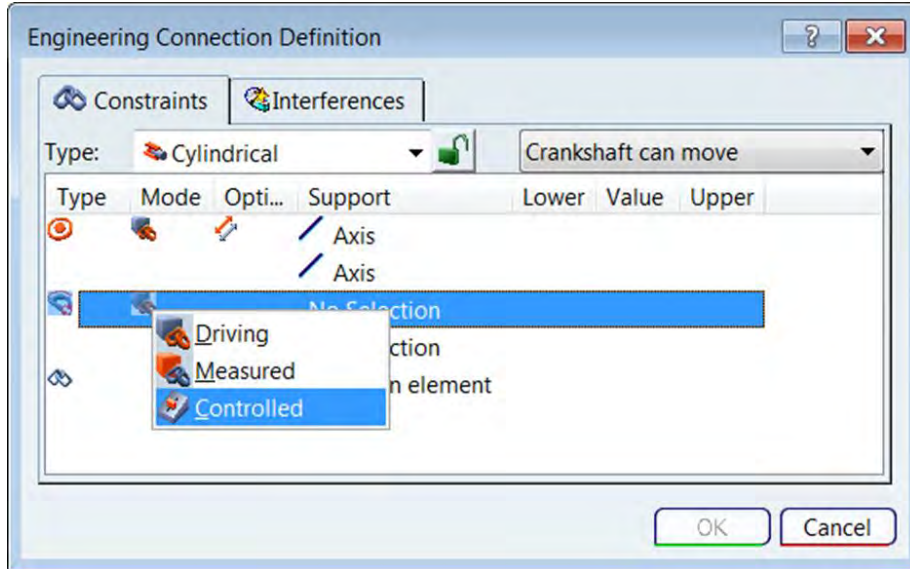 Engineering Connection Definition
Constraints Interferences
Type: Cylindrical Crankshaft can move
Type Mode Opti... Support Lower Value Upper
Axis
Axis
No Selection
Driving
ction
Measured
n element
Controlled
OK Cancel